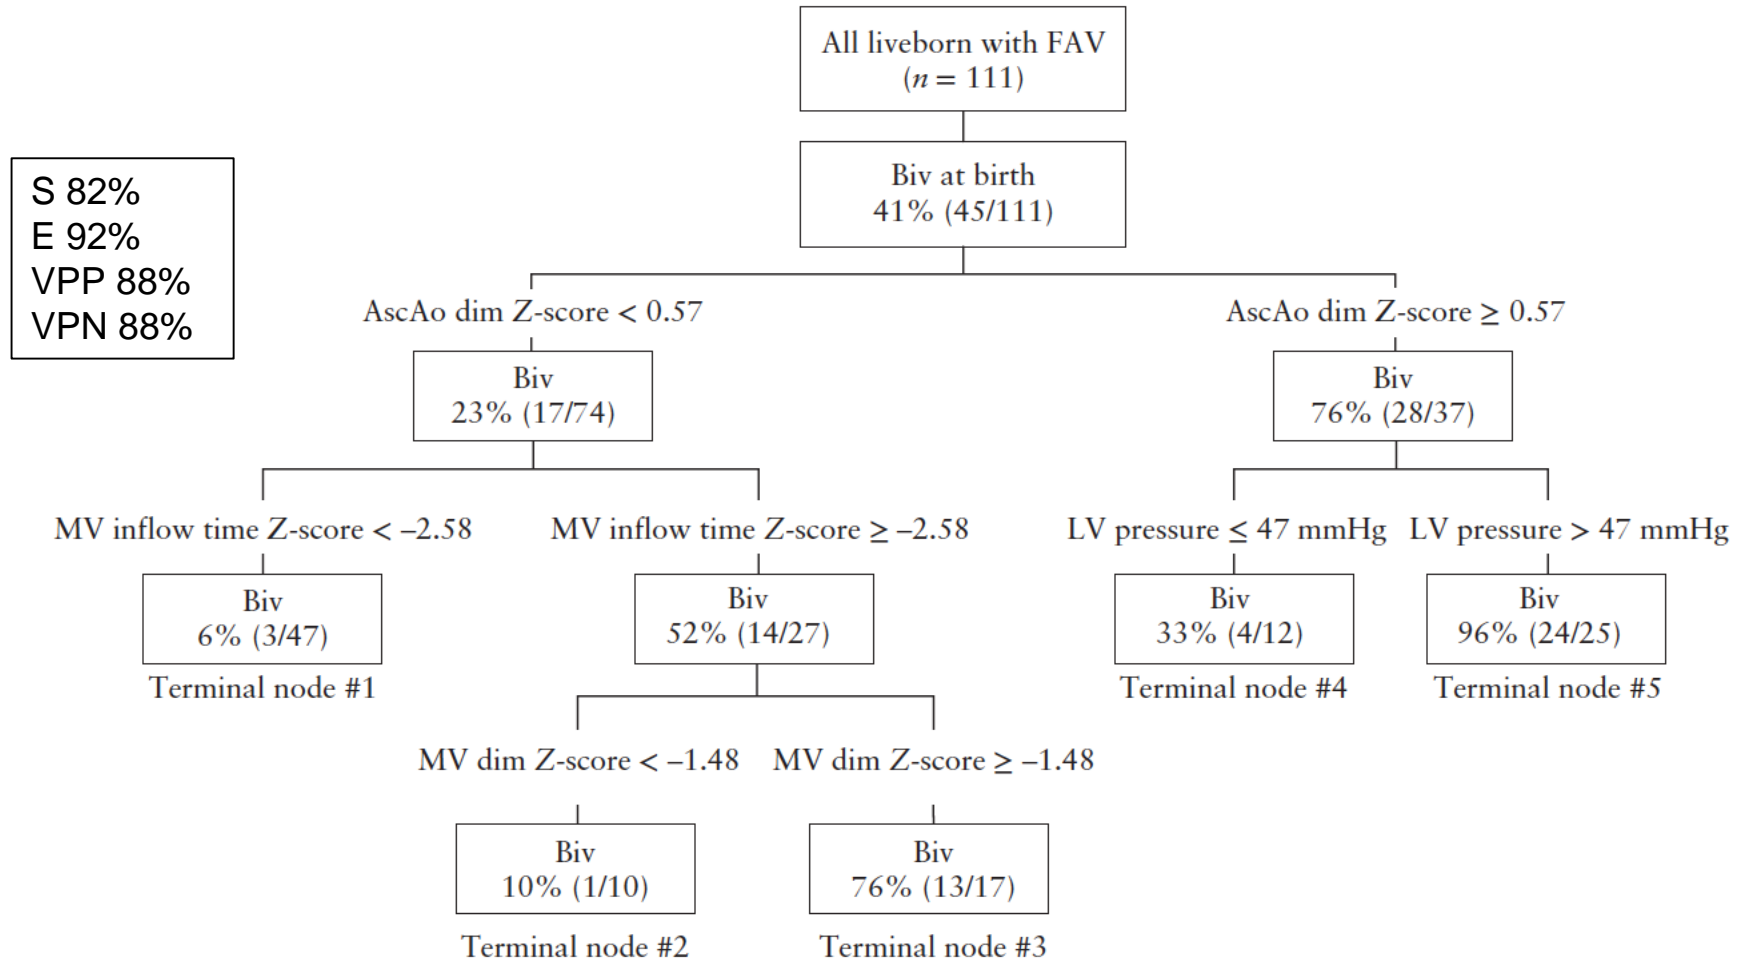 All liveborn with FAV
(n = 111)
Biv at birth
41% (45/111)
S 82%
E 92%
VPP 88%
VPN 88%
AscAo dim Z-score < 0.57
AscAo dim Z-score ≥ 0.57
Biv
23% (17/74)
Biv
76% (28/37)
MV inflow time Z-score < –2.58
MV inflow time Z-score ≥ –2.58
LV pressure ≤ 47 mmHg
LV pressure > 47 mmHg
Biv
6% (3/47)
Terminal node #1
Biv
52% (14/27)
Biv
33% (4/12)
Terminal node #4
Biv
96% (24/25)
Terminal node #5
MV dim Z-score < –1.48
MV dim Z-score ≥ –1.48
Biv
10% (1/10)
Terminal node #2
Biv
76% (13/17)
Terminal node #3